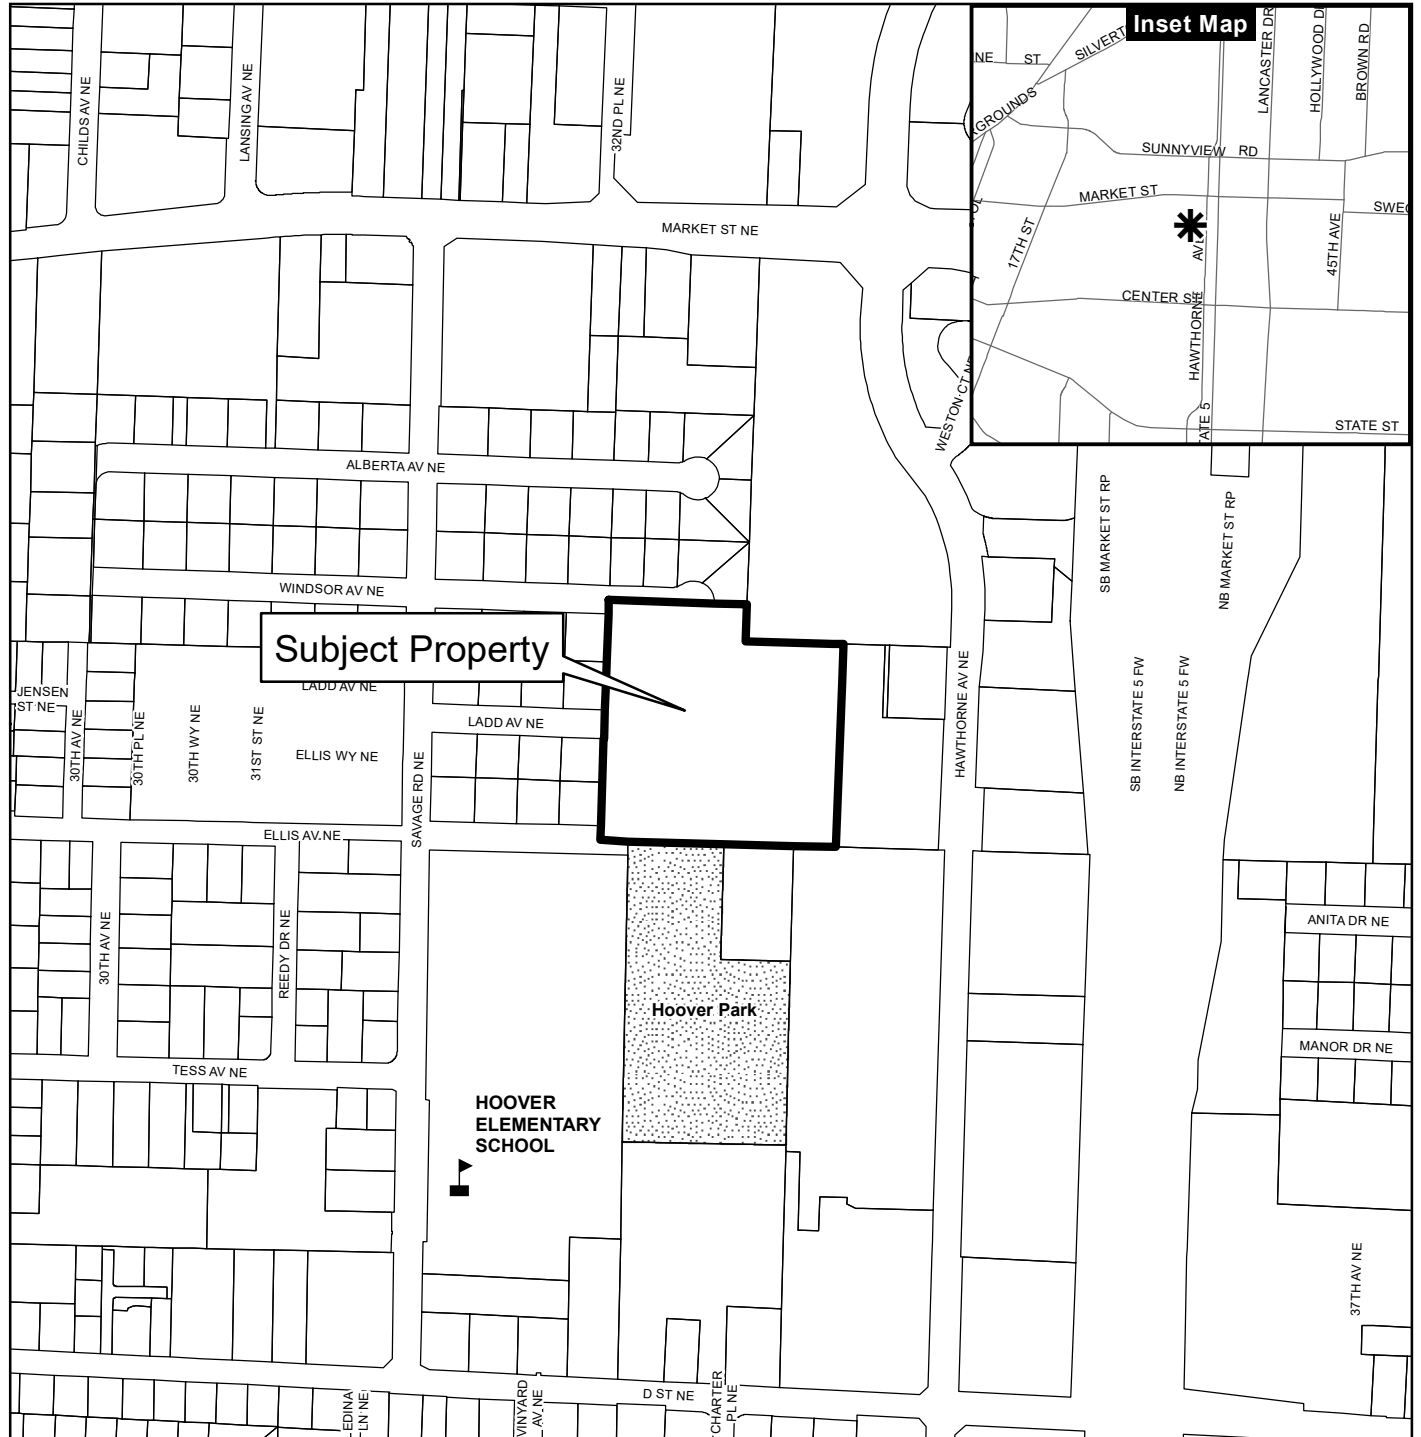 Inset Map
NE ST
SILVERT
LANCASTER DR
HOLLYWOOD D
BROWN RD
RGROUNDS
SUNNYVIEW RD
MARKET ST
SWEG
17TH ST
AVE
45TH AVE
CENTER ST
HAWTHORNE
STATE ST
TATE 5
CHILDS AV NE
LANSING AV NE
32ND PL NE
MARKET ST NE
WESTON CT NE
ALBERTA AV NE
SB MARKET ST RP
NB MARKET ST RP
WINDSOR AV NE
Subject Property
JENSEN
ST NE
LADD AV NE
LADD AV NE
30TH AV NE
30TH PL NE
30TH WY NE
31ST ST NE
ELLIS WY NE
SAVAGE RD NE
HAWTHORNE AV NE
SB INTERSTATE 5 FW
NB INTERSTATE 5 FW
ELLIS AV NE
30TH AV NE
REEDY DR NE
ANITA DR NE
Hoover Park
MANOR DR NE
TESS AV NE
HOOVER
ELEMENTARY
SCHOOL
37TH AV NE
EDINA
LN NE
VINYARD
AV NE
D ST NE
CHARTER
PL NE